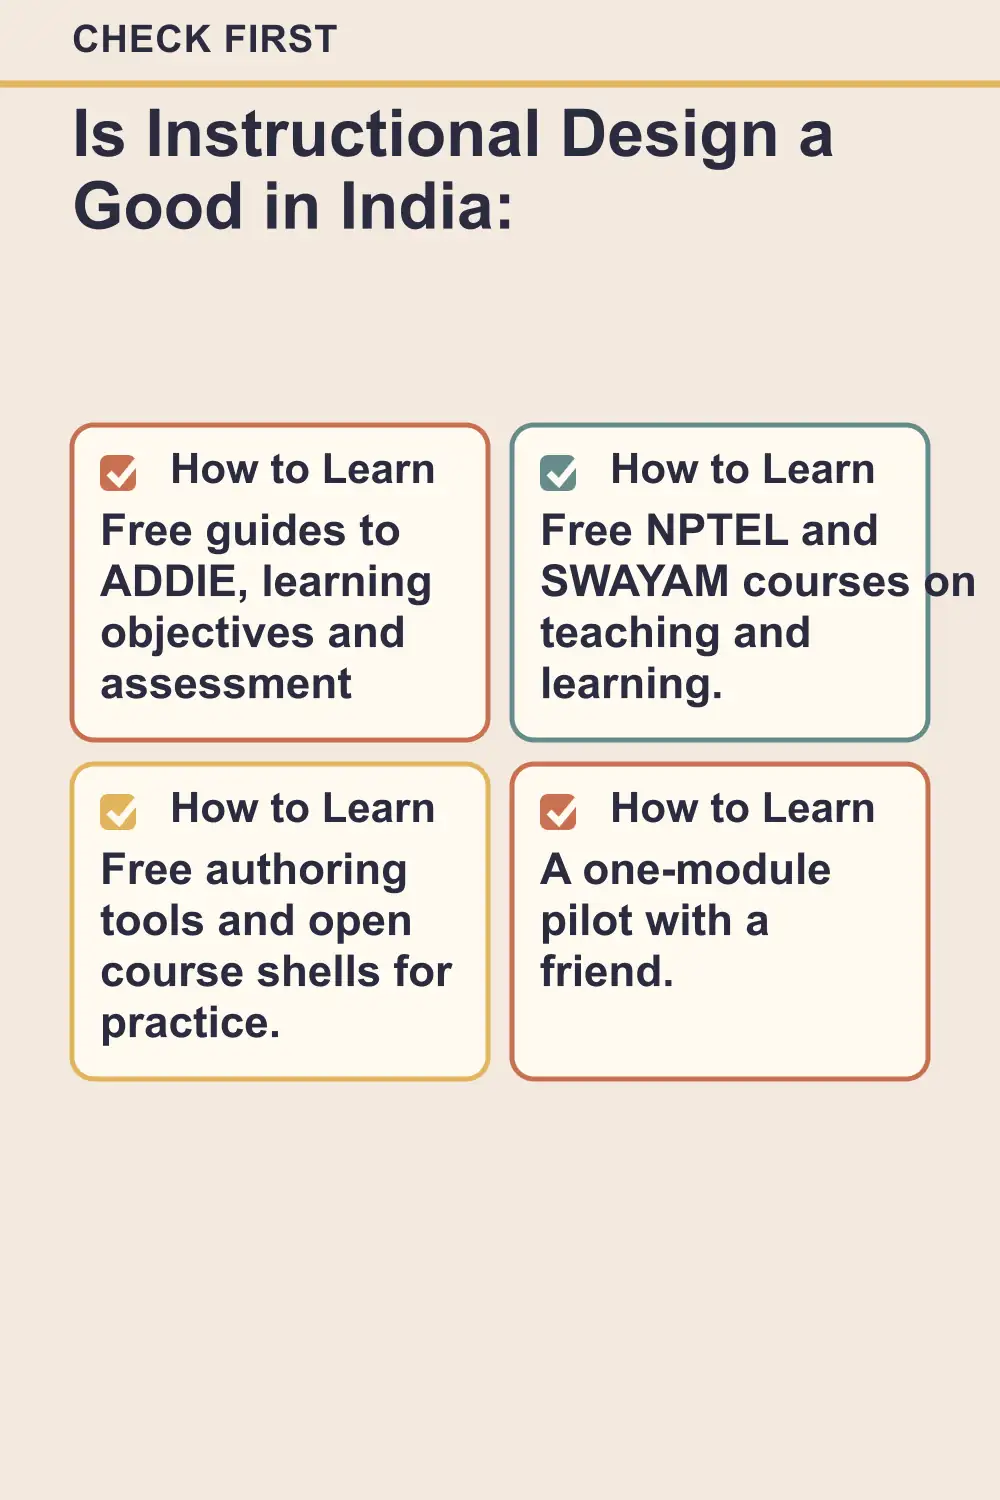 CHECK FIRST
Is Instructional Design a
Good in India:
How to Learn
Free guides to
ADDIE, learning
objectives and
assessment
How to Learn
Free NPTEL and
SWAYAM courses on
teaching and
learning.
How to Learn
Free authoring
tools and open
course shells for
practice.
How to Learn
A one-module
pilot with a
friend.